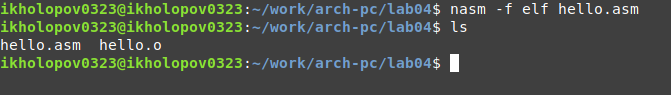 ikholopov0323@ikholopov0323:~/work/arch-pc/lab04$ nasm -f elf hello.asm
ikholopov0323@ikholopov0323:~/work/arch-pc/lab04$ ls
hello.asm  hello.o
ikholopov0323@ikholopov0323:~/work/arch-pc/lab04$